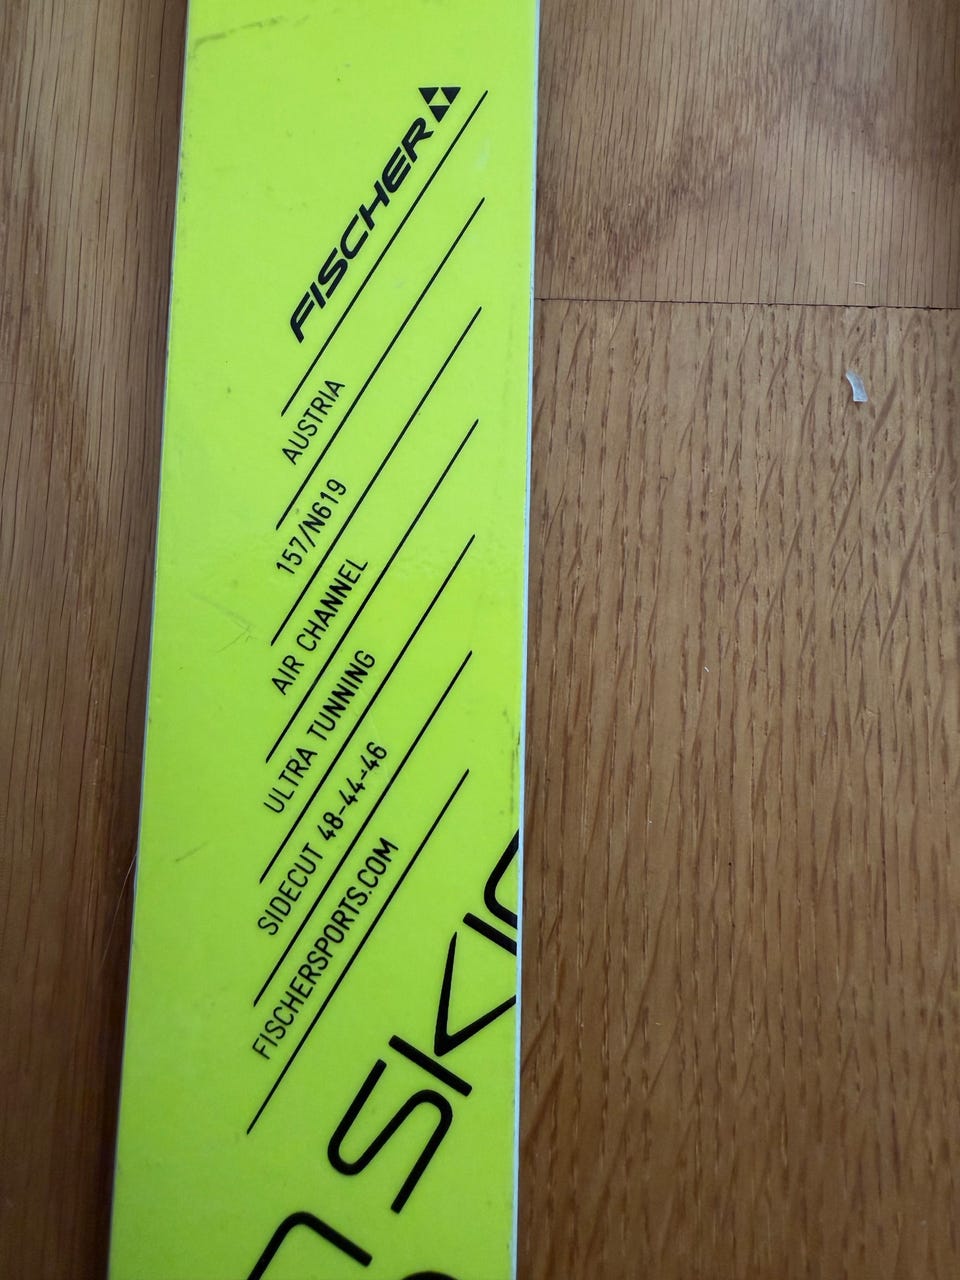 FISCHER
AUSTRIA
157/N619
AIR CHANNEL
ULTRA TUNNING
SIDECUT 48-44-46
FISCHERSPORTS.COM